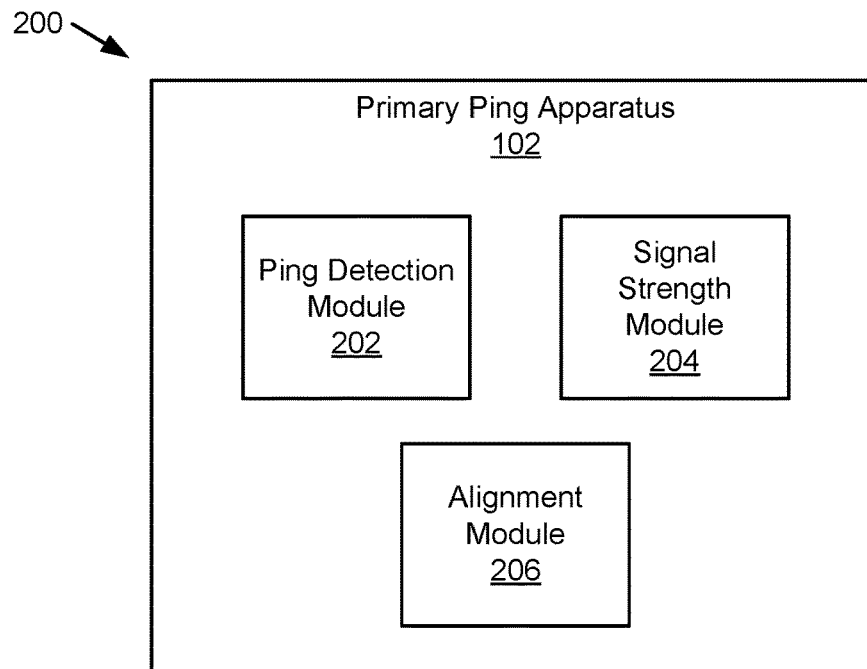 200
Primary Ping Apparatus
102
Ping Detection
Module
202
Signal
Strength
Module
204
Alignment
Module
206